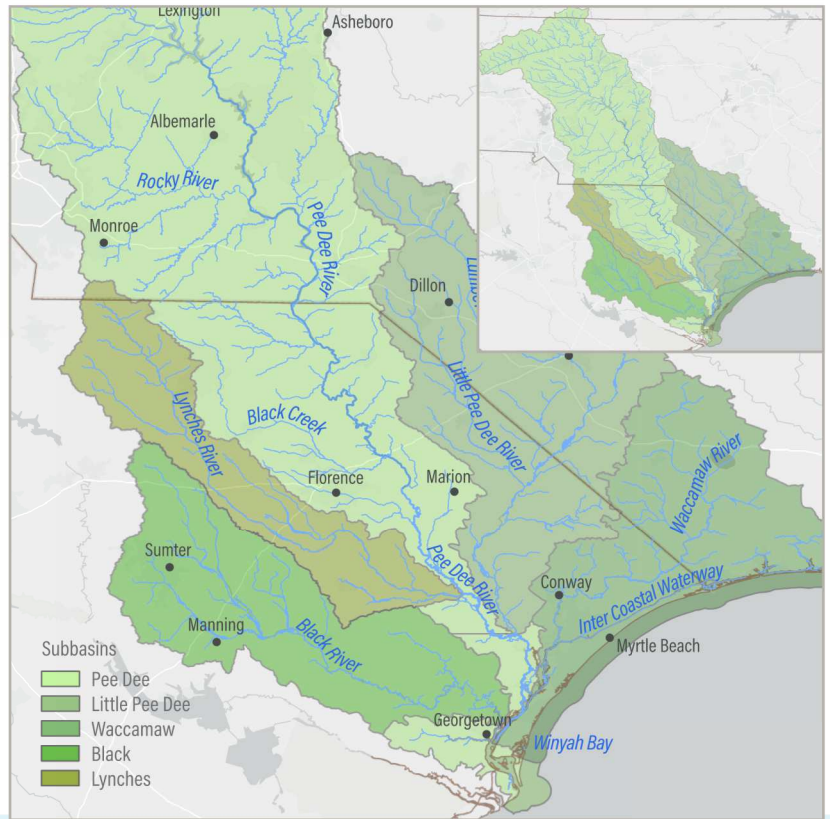 Lexington
Asheboro
Albemarle
Rocky River
Monroe
Pee Dee River
Dillon
Little Pee Dee River
Lynches River
Black Creek
Waccamaw River
Florence
Marion
Sumter
Pee Dee River
Conway
Inter Coastal Waterway
Manning
Black River
Myrtle Beach
Subbasins
Pee Dee
Little Pee Dee
Waccamaw
Black
Lynches
Georgetown
Winyah Bay